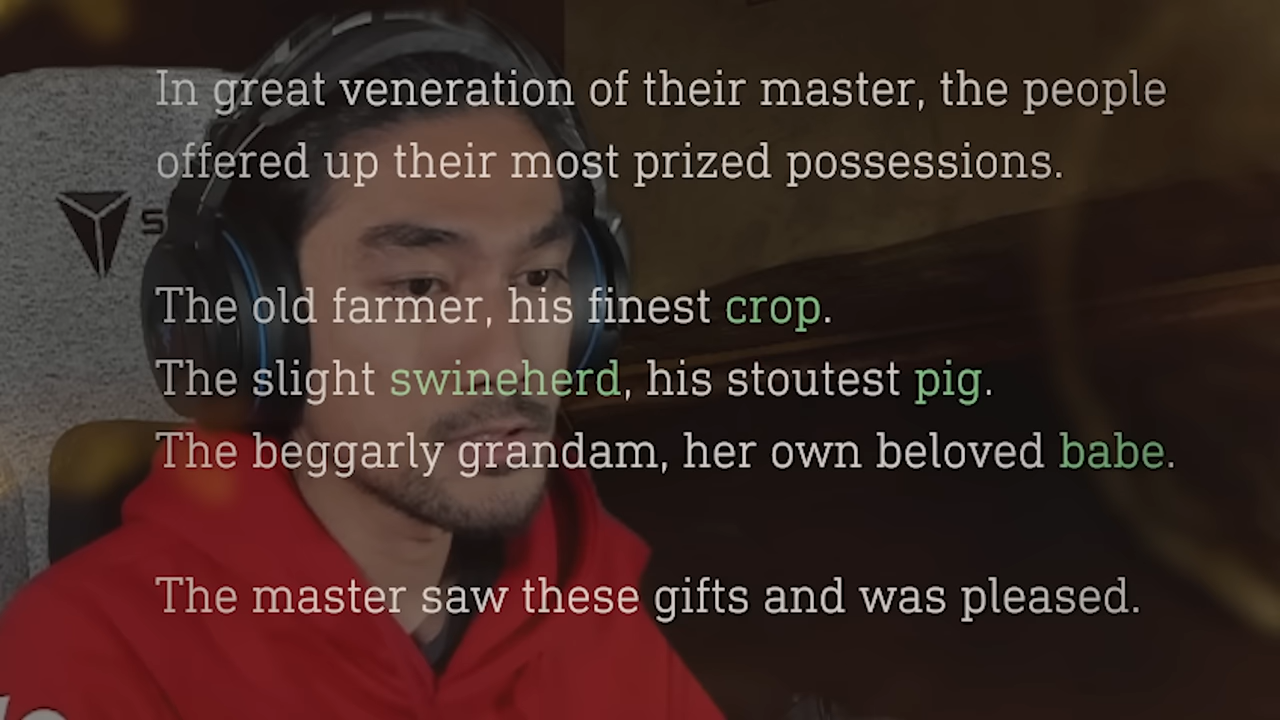 In great veneration of their master, the people
offered up their most prized possessions.
The old farmer, his finest crop.
The slight swineherd, his stoutest pig.
The beggarly grandam, her own beloved babe.
The master saw these gifts and was pleased.